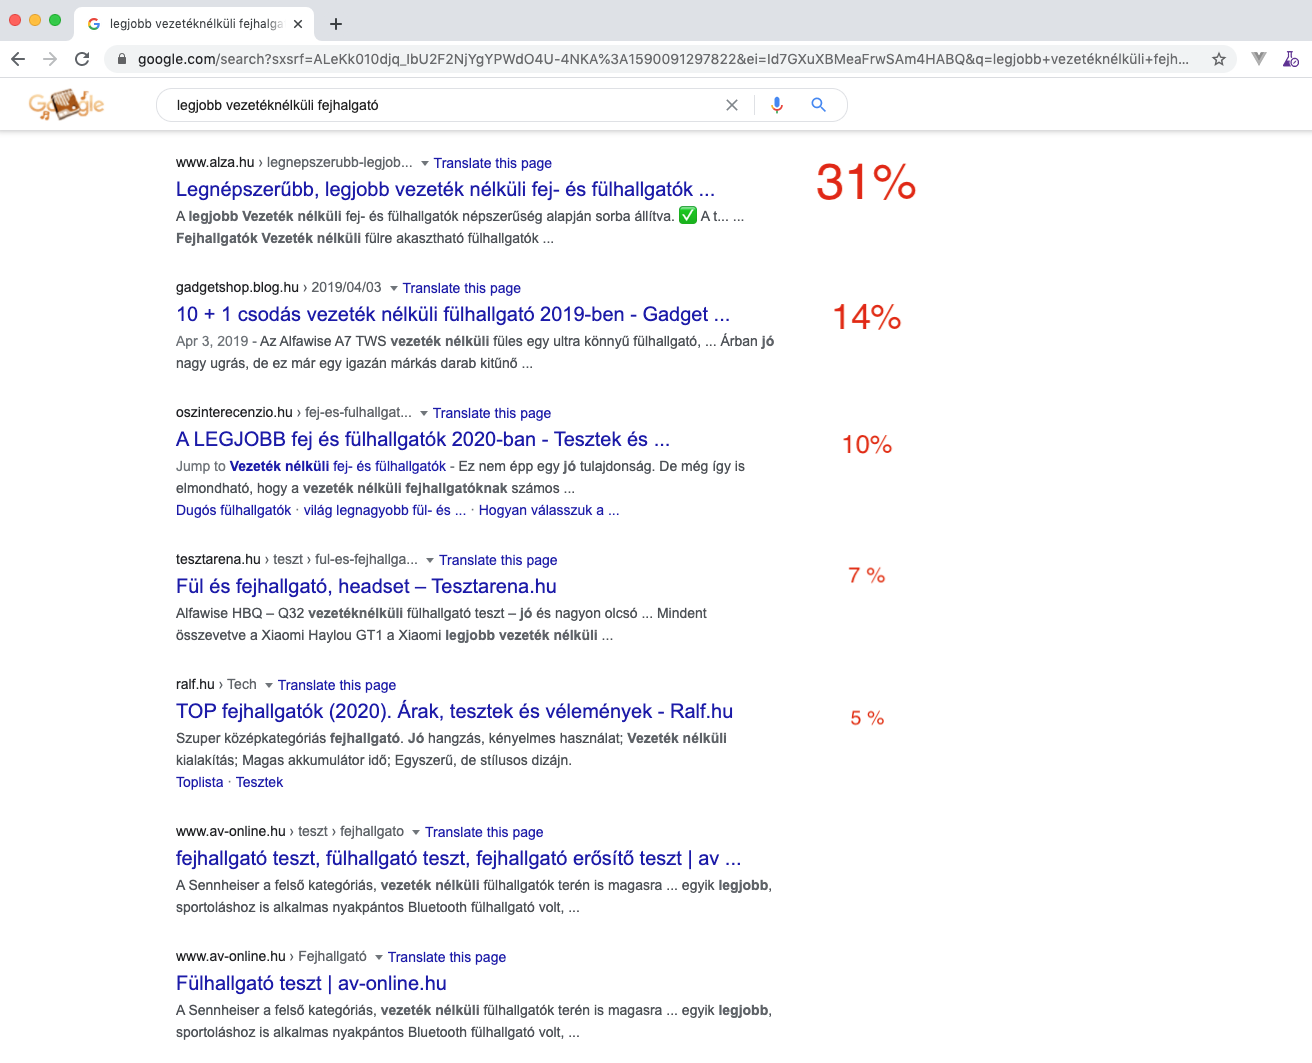 legjobb vezetéknélküli fejhalga
google.com/search?sxsrf=ALeKk010djq_IbU2F2NjYgYPWdO4U-4NKA%3A1590091297822&ei=Id7GXuXBMeaFrwSAm4HABQ&q=legjobb+vezetéknélküli+fejh...
Google
legjobb vezetéknélküli fejhalgató
www.alza.hu › legnepszerubb-legjob... Translate this page
31%
Legnépszerűbb, legjobb vezeték nélküli fej- és fülhallgatók ...
A legjobb Vezeték nélküli fej- és fülhallgatók népszerűség alapján sorba állítva. ✅ A t... ...
Fejhallgatók Vezeték nélküli fülre akasztható fülhallgatók ...
gadgetshop.blog.hu › 2019/04/03 Translate this page
10 + 1 csodás vezeték nélküli fülhallgató 2019-ben - Gadget ...
14%
Apr 3, 2019 - Az Alfawise A7 TWS vezeték nélküli füles egy ultra könnyű fülhallgató, ... Árban jó
nagy ugrás, de ez már egy igazán márkás darab kitűnő ...
oszinterecenzio.hu › fej-es-fulhallgat... Translate this page
A LEGJOBB fej és fülhallgatók 2020-ban - Tesztek és ...
10%
Jump to Vezeték nélküli fej- és fülhallgatók - Ez nem épp egy jó tulajdonság. De még így is
elmondható, hogy a vezeték nélküli fejhallgatóknak számos ...
Dugós fülhallgatók · világ legnagyobb fül- és ... · Hogyan válasszuk a ...
tesztarena.hu › teszt › ful-es-fejhallga... Translate this page
7 %
Fül és fejhallgató, headset – Tesztarena.hu
Alfawise HBQ – Q32 vezetéknélküli fülhallgató teszt – jó és nagyon olcsó ... Mindent
összevetve a Xiaomi Haylou GT1 a Xiaomi legjobb vezeték nélküli ...
ralf.hu › Tech Translate this page
TOP fejhallgatók (2020). Árak, tesztek és vélemények - Ralf.hu
5 %
Szuper középkategóriás fejhallgató. Jó hangzás, kényelmes használat; Vezeték nélküli
kialakítás; Magas akkumulátor idő; Egyszerű, de stílusos dizájn.
Toplista · Tesztek
www.av-online.hu › teszt › fejhallgato Translate this page
fejhallgató teszt, fülhallgató teszt, fejhallgató erősítő teszt | av ...
A Sennheiser a felső kategóriás, vezeték nélküli fülhallgatók terén is magasra ... egyik legjobb,
sportoláshoz is alkalmas nyakpántos Bluetooth fülhallgató volt, ...
www.av-online.hu › Fejhallgató Translate this page
Fülhallgató teszt | av-online.hu
A Sennheiser a felső kategóriás, vezeték nélküli fülhallgatók terén is magasra ... egyik legjobb,
sportoláshoz is alkalmas nyakpántos Bluetooth fülhallgató volt, ...